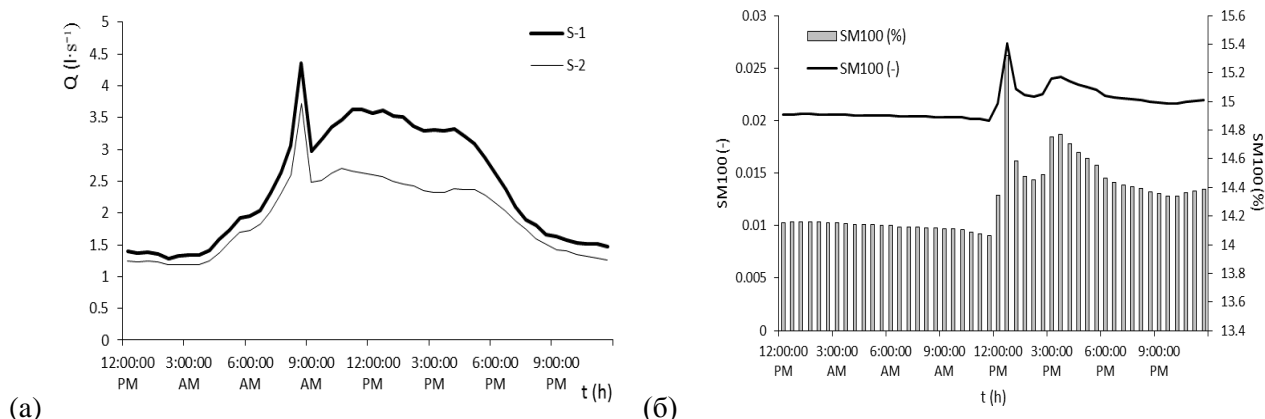 5
4.5
4
3.5
3
2.5
2
1.5
1
0.5
0
Q (l·s⁻¹)
S-1
S-2
12:00:00 PM
3:00:00 AM
6:00:00 AM
9:00:00 AM
12:00:00 PM
3:00:00 PM
6:00:00 PM
9:00:00 PM
t (h)
(а)
0.03
0.025
0.02
0.015
0.01
0.005
0
SM100 (-)
SM100 (%)
SM100 (-)
15.6
15.4
15.2
15
14.8
14.6
14.4
14.2
14
13.8
13.6
13.4
SM100 (%)
12:00:00 PM
3:00:00 AM
6:00:00 AM
9:00:00 AM
12:00:00 PM
3:00:00 PM
6:00:00 PM
9:00:00 PM
t (h)
(б)